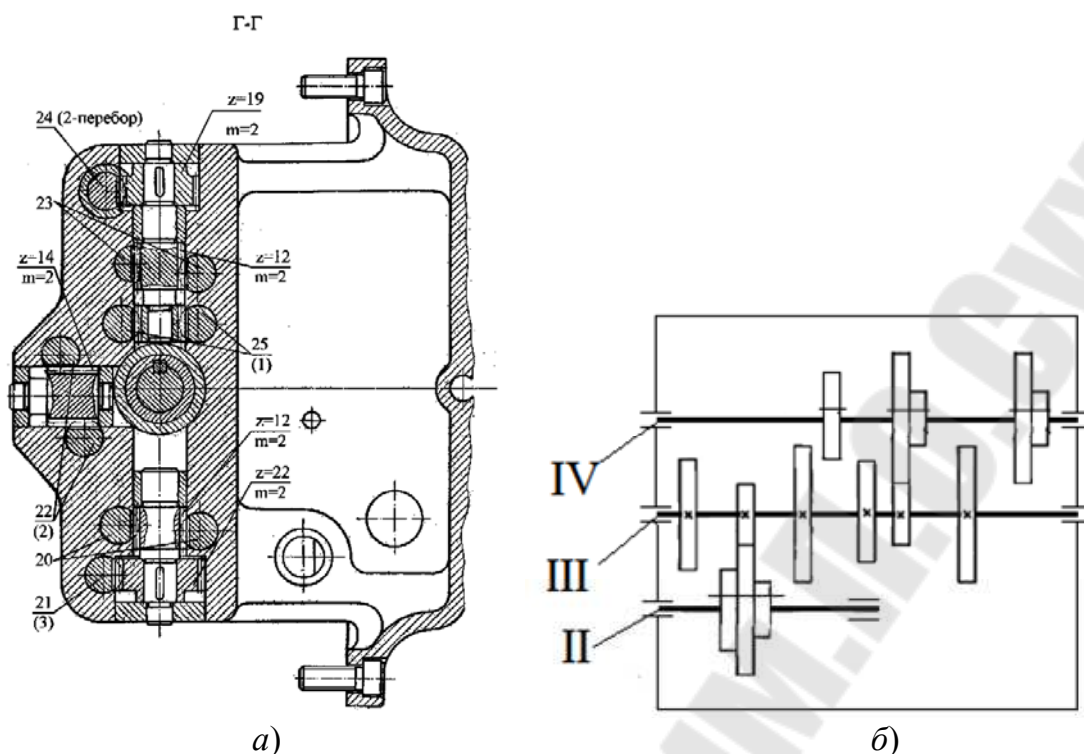 Г-Г
z=19
m=2
24 (2-перебор)
23
z=14
m=2
z=12
m=2
25
(1)
z=12
m=2
z=22
m=2
22
(2)
20
21
(3)
IV
III
II
а)
б)